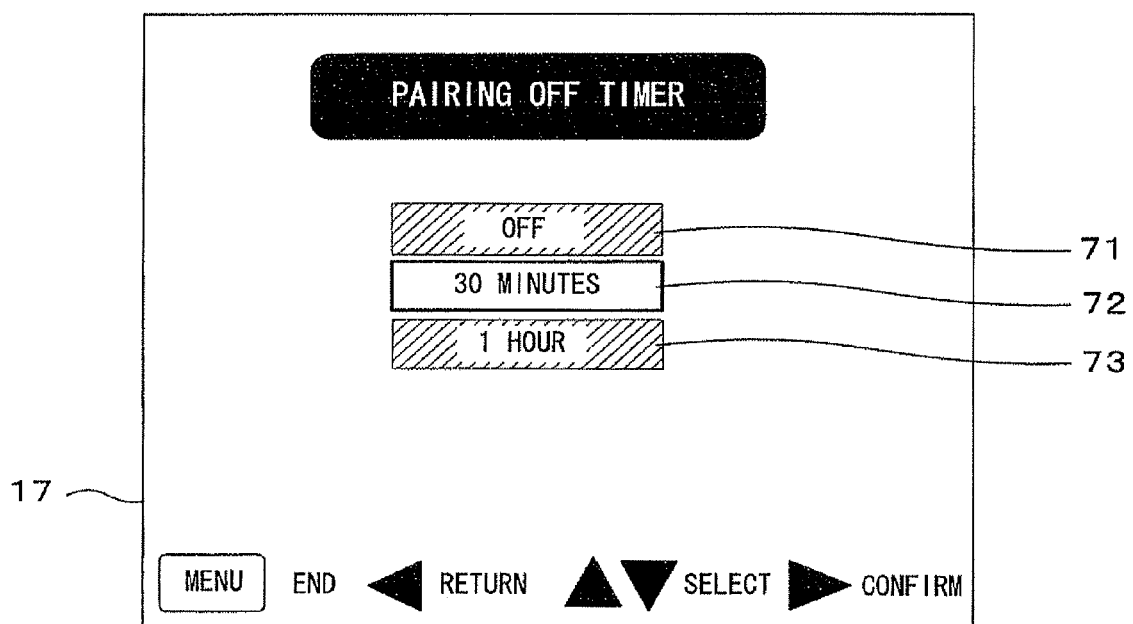 PAIRING OFF TIMER
OFF
71
30 MINUTES
72
1 HOUR
73
17
MENU END RETURN SELECT CONFIRM